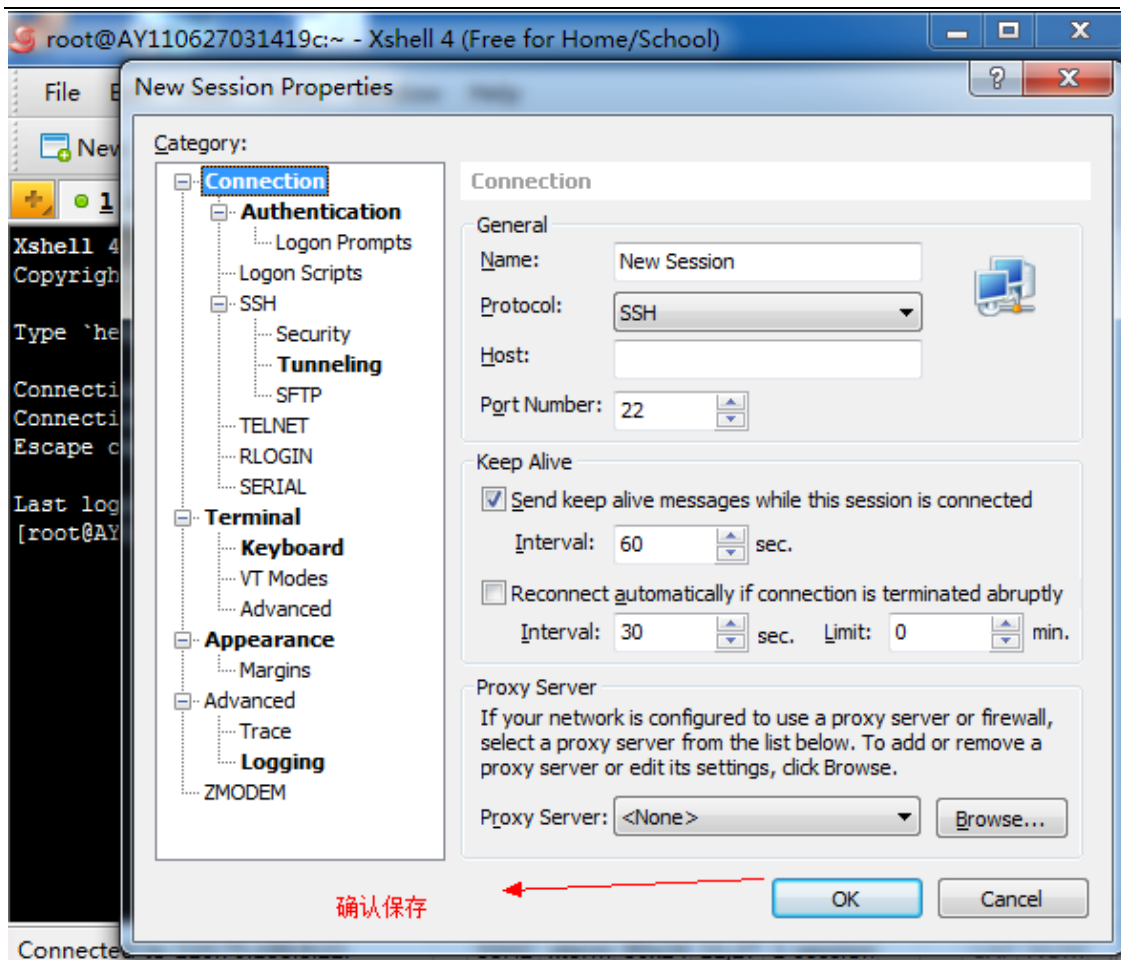 root@AY110627031419c:~ - Xshell 4 (Free for Home/School)
File
New Session Properties
Help
New
Category:
1
Xshell 4
Copyrigh
Type `he
Connecti
Connecti
Escape c
Last log
[root@AY
Connection
Authentication
Logon Prompts
Logon Scripts
SSH
Security
Tunneling
SFTP
TELNET
RLOGIN
SERIAL
Terminal
Keyboard
VT Modes
Advanced
Appearance
Margins
Advanced
Trace
Logging
ZMODEM
Connection
General
Name: New Session
Protocol: SSH
Host:
Port Number: 22
Keep Alive
Send keep alive messages while this session is connected
Interval: 60 sec.
Reconnect automatically if connection is terminated abruptly
Interval: 30 sec. Limit: 0 min.
Proxy Server
If your network is configured to use a proxy server or firewall,
select a proxy server from the list below. To add or remove a
proxy server or edit its settings, click Browse.
Proxy Server: <None> Browse...
确认保存
OK Cancel
Connected